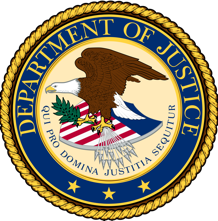 DEPARTMENT OF JUSTICE
QUI PRO DOMINA JUSTITIA SEQUITUR